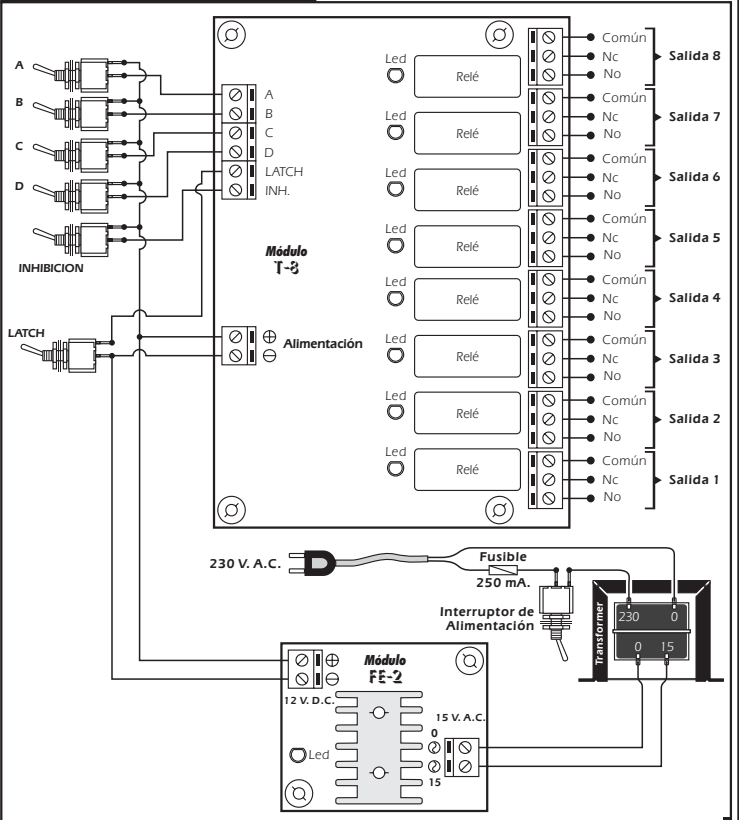 A
B
C
D
INHIBICION
LATCH
A
B
C
D
LATCH
INH.
Módulo
T-8
Alimentación
Led
Relé
Led
Relé
Led
Relé
Led
Relé
Led
Relé
Led
Relé
Led
Relé
Led
Relé
Común
Nc
No
Salida 8
Común
Nc
No
Salida 7
Común
Nc
No
Salida 6
Común
Nc
No
Salida 5
Común
Nc
No
Salida 4
Común
Nc
No
Salida 3
Común
Nc
No
Salida 2
Común
Nc
No
Salida 1
230 V. A.C.
Fusible
250 mA.
Interruptor de
Alimentación
Transformer
230 0
0 15
Módulo
FE-2
12 V. D.C.
Led
15 V. A.C.
0
15